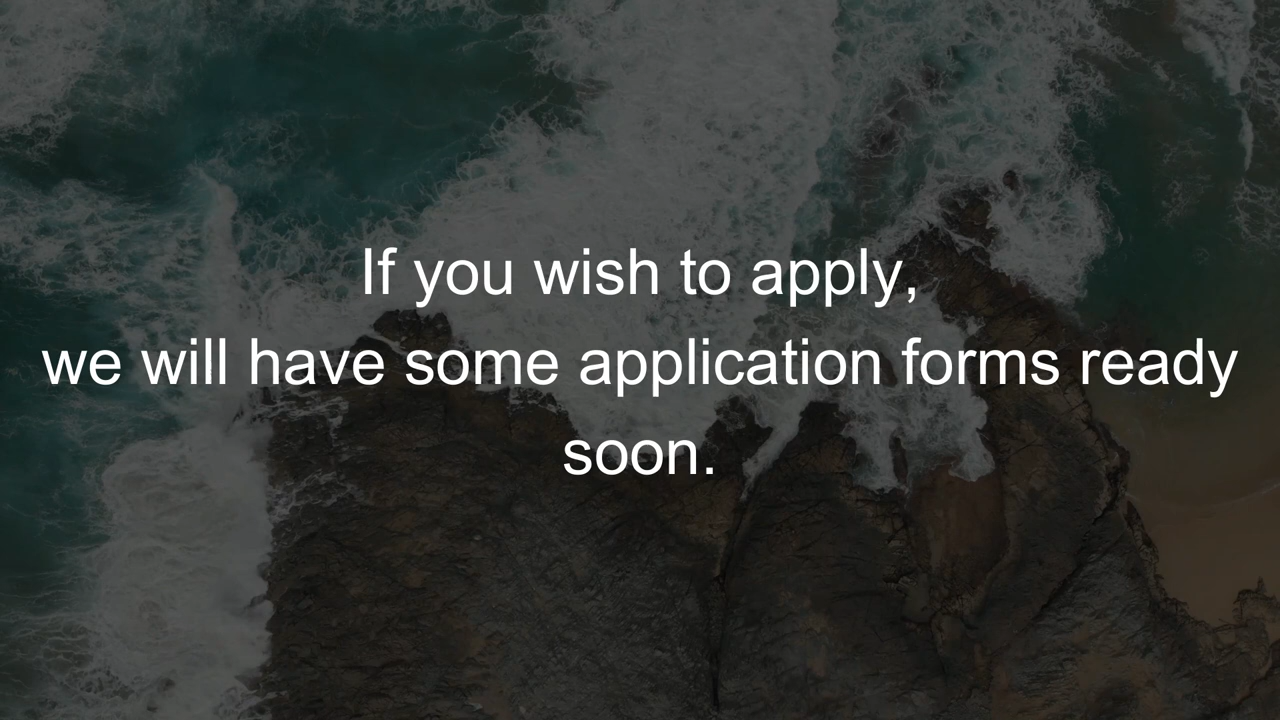 If you wish to apply,
we will have some application forms ready
soon.